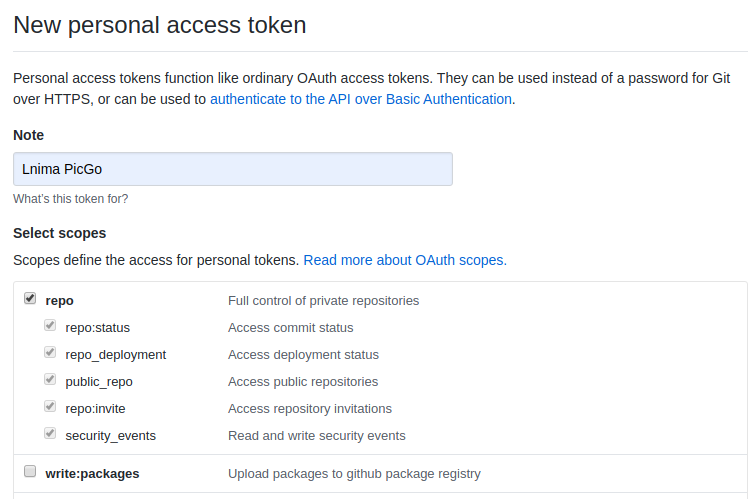 New personal access token
Personal access tokens function like ordinary OAuth access tokens. They can be used instead of a password for Git
over HTTPS, or can be used to authenticate to the API over Basic Authentication.
Note
Lnima PicGo
What's this token for?
Select scopes
Scopes define the access for personal tokens. Read more about OAuth scopes.
repo Full control of private repositories
repo:status Access commit status
repo_deployment Access deployment status
public_repo Access public repositories
repo:invite Access repository invitations
security_events Read and write security events
write:packages Upload packages to github package registry